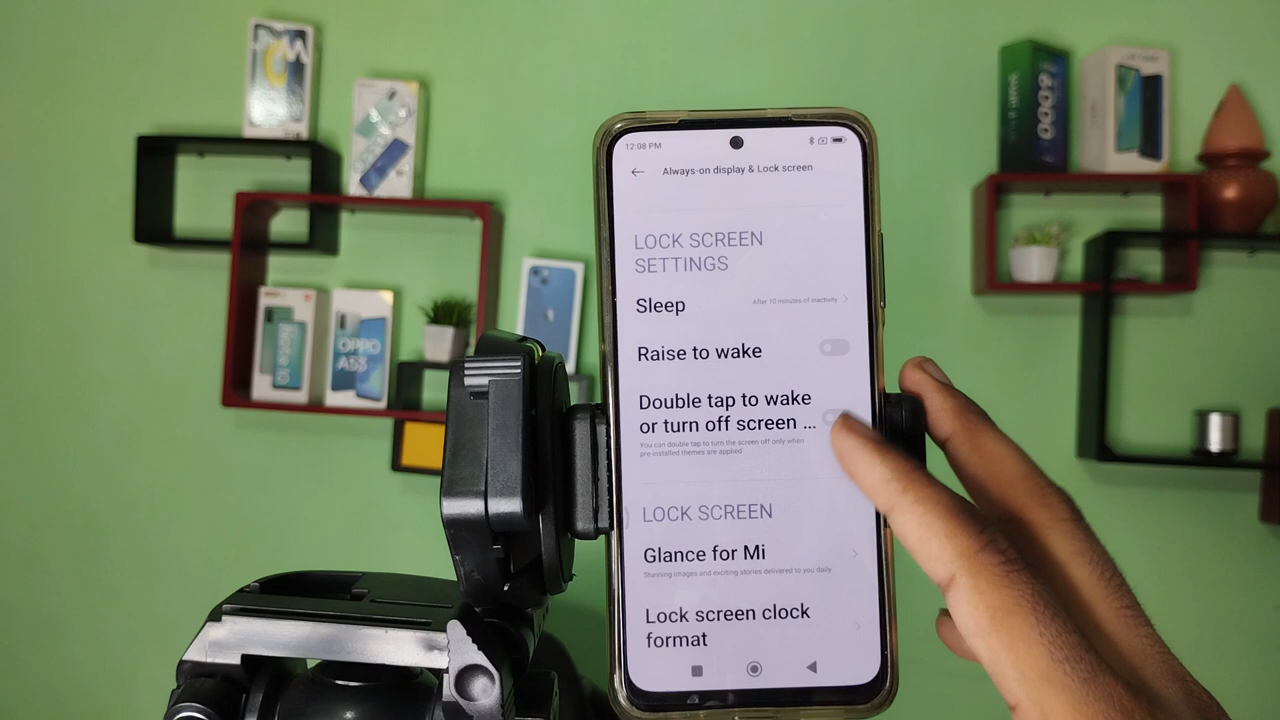 12:08 PM
Always-on display & Lock screen
LOCK SCREEN
SETTINGS
Sleep
After 10 minutes of inactivity
Raise to wake
Double tap to wake
or turn off screen ...
You can double tap to turn the screen off only when
pre-installed themes are applied
LOCK SCREEN
Glance for Mi
Stunning images and exciting stories delivered to you daily
Lock screen clock
format
OPPO
A53
6000